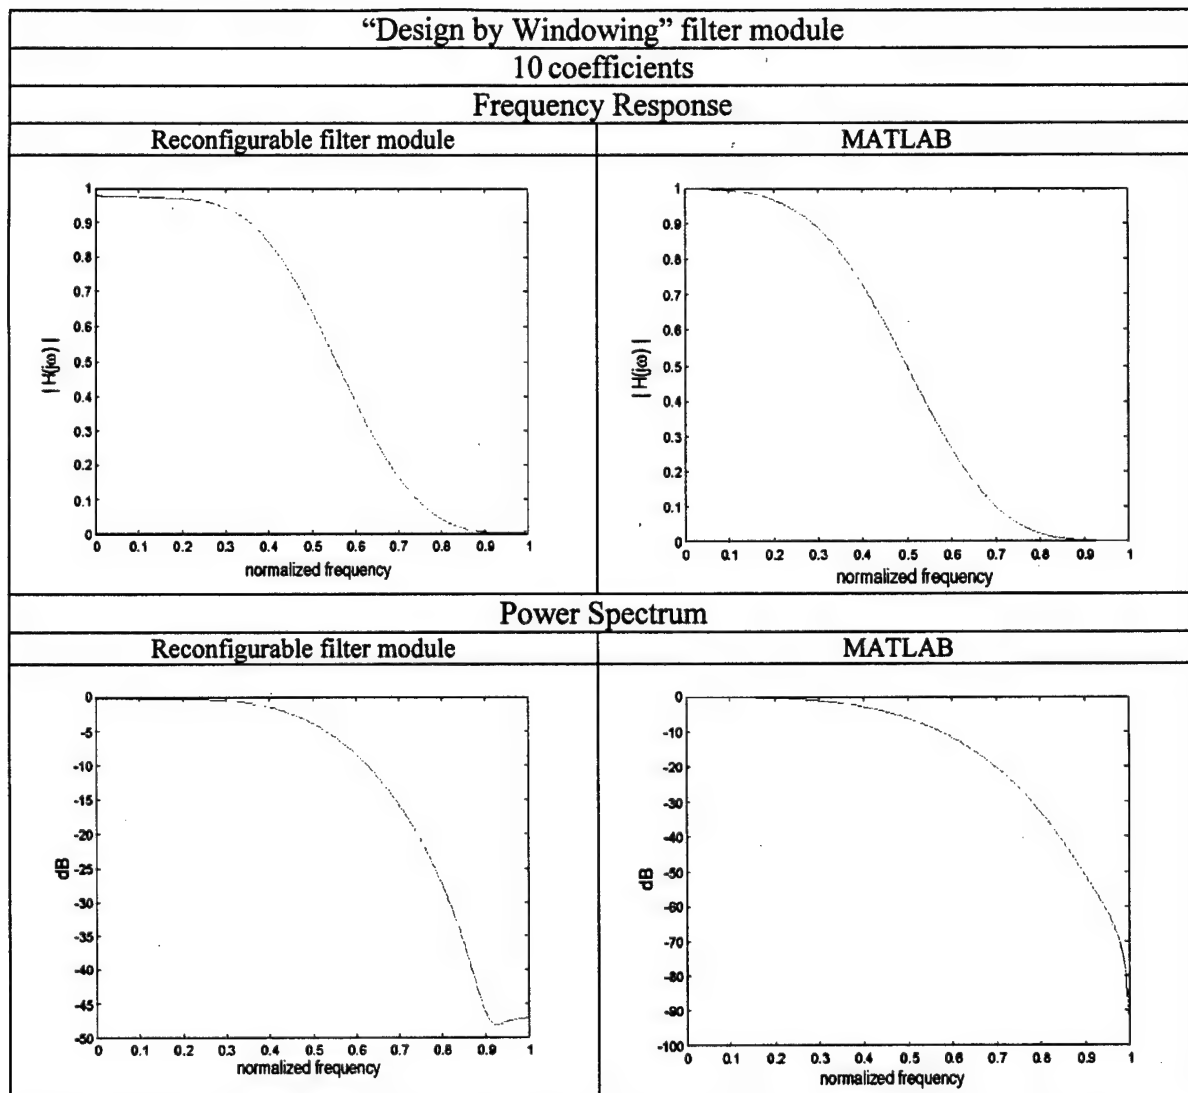 “Design by Windowing” filter module
10 coefficients
Frequency Response
Reconfigurable filter module
MATLAB
1
0.9
0.8
0.7
0.6
0.5
0.4
0.3
0.2
0.1
0
|H(jω)|
0 0.1 0.2 0.3 0.4 0.5 0.6 0.7 0.8 0.9 1
normalized frequency
1
0.9
0.8
0.7
0.6
0.5
0.4
0.3
0.2
0.1
0
|H(jω)|
0 0.1 0.2 0.3 0.4 0.5 0.6 0.7 0.8 0.9 1
normalized frequency
Power Spectrum
Reconfigurable filter module
MATLAB
0
-5
-10
-15
-20
-25
-30
-35
-40
-45
-50
dB
0 0.1 0.2 0.3 0.4 0.5 0.6 0.7 0.8 0.9 1
normalized frequency
0
-10
-20
-30
-40
-50
-60
-70
-80
-90
-100
dB
0 0.1 0.2 0.3 0.4 0.5 0.6 0.7 0.8 0.9 1
normalized frequency